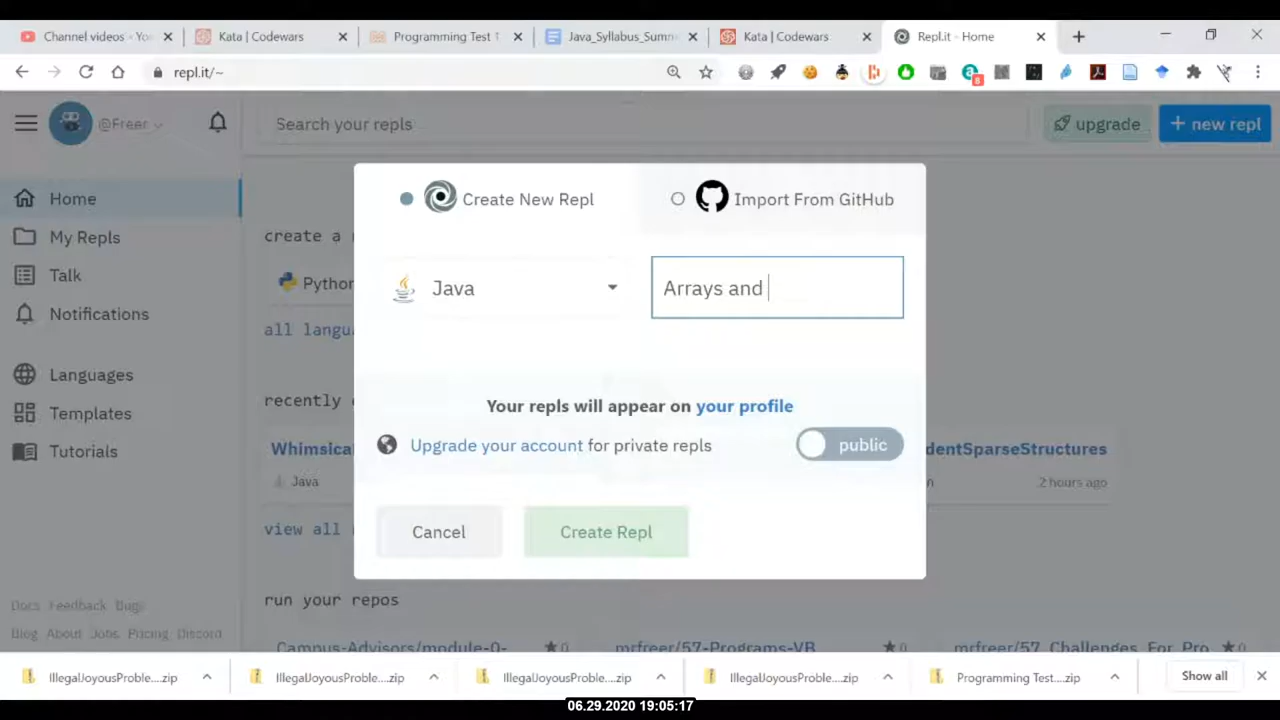 Channel videos - Yo
Kata | Codewars
Programming Test 1
Java_Syllabus_Summ
Kata | Codewars
Repl.it - Home
repl.it/~
8
@Freer
Search your repls
upgrade
+ new repl
Create New Repl
Import From GitHub
Home
My Repls
Talk
Notifications
Languages
Templates
Tutorials
create a
Python
Java
Arrays and
all langu
recently
Your repls will appear on your profile
Whimsica
Upgrade your account for private repls
public
dentSparseStructures
Java
2 hours ago
view all
Cancel
Create Repl
run your repos
Docs Feedback Bugs
Blog About Jobs Pricing Discord
Campus-Advisors/module-0-
0
mrfreer/57-Programs-VB
0
mrfreer/57_Challenges_For_Pro
0
IllegalJoyousProble....zip
IllegalJoyousProble....zip
IllegalJoyousProble....zip
IllegalJoyousProble....zip
Programming Test....zip
Show all
06.29.2020 19:05:17